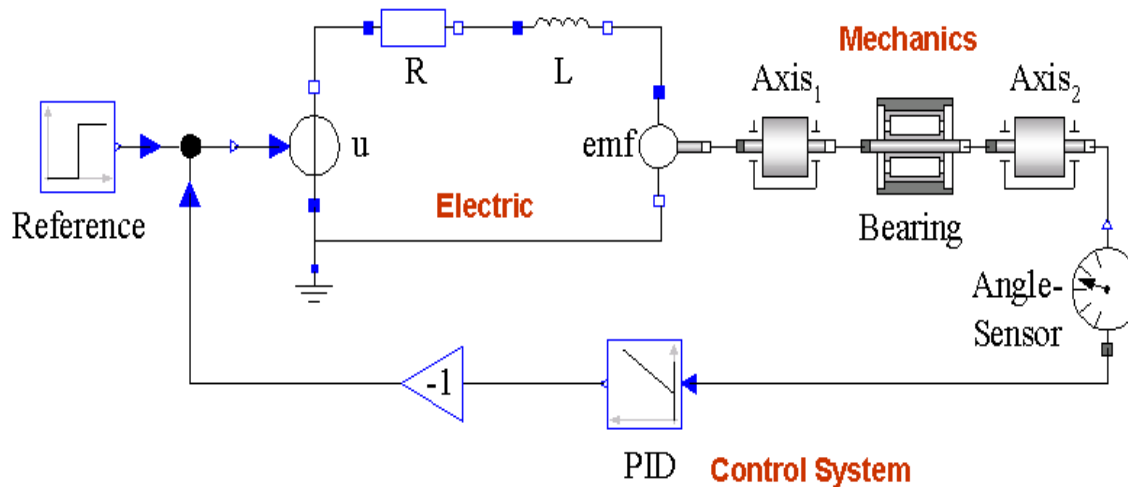 Mechanics
R
L
Axis₁
Axis₂
u
emf
Electric
Reference
Bearing
Angle-
Sensor
-1
PID
Control System